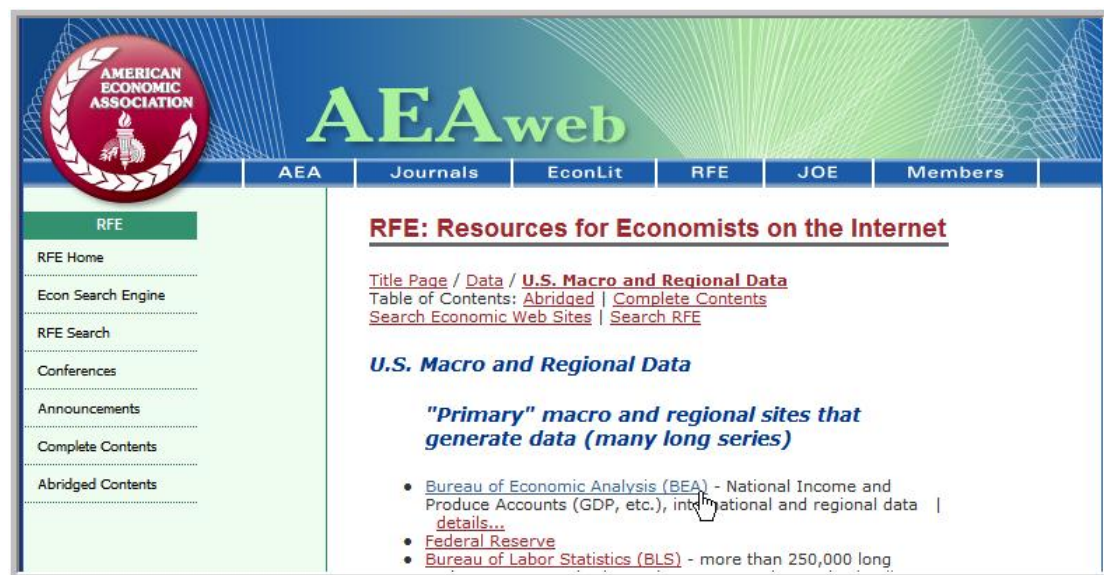 AMERICAN
ECONOMIC
ASSOCIATION
AEAweb
AEA
Journals
EconLit
RFE
JOE
Members
RFE
RFE Home
Econ Search Engine
RFE Search
Conferences
Announcements
Complete Contents
Abridged Contents
RFE: Resources for Economists on the Internet
Title Page / Data / U.S. Macro and Regional Data
Table of Contents: Abridged | Complete Contents
Search Economic Web Sites | Search RFE
U.S. Macro and Regional Data
"Primary" macro and regional sites that
generate data (many long series)
• Bureau of Economic Analysis (BEA) - National Income and
Produce Accounts (GDP, etc.), international and regional data |
details...
• Federal Reserve
• Bureau of Labor Statistics (BLS) - more than 250,000 long